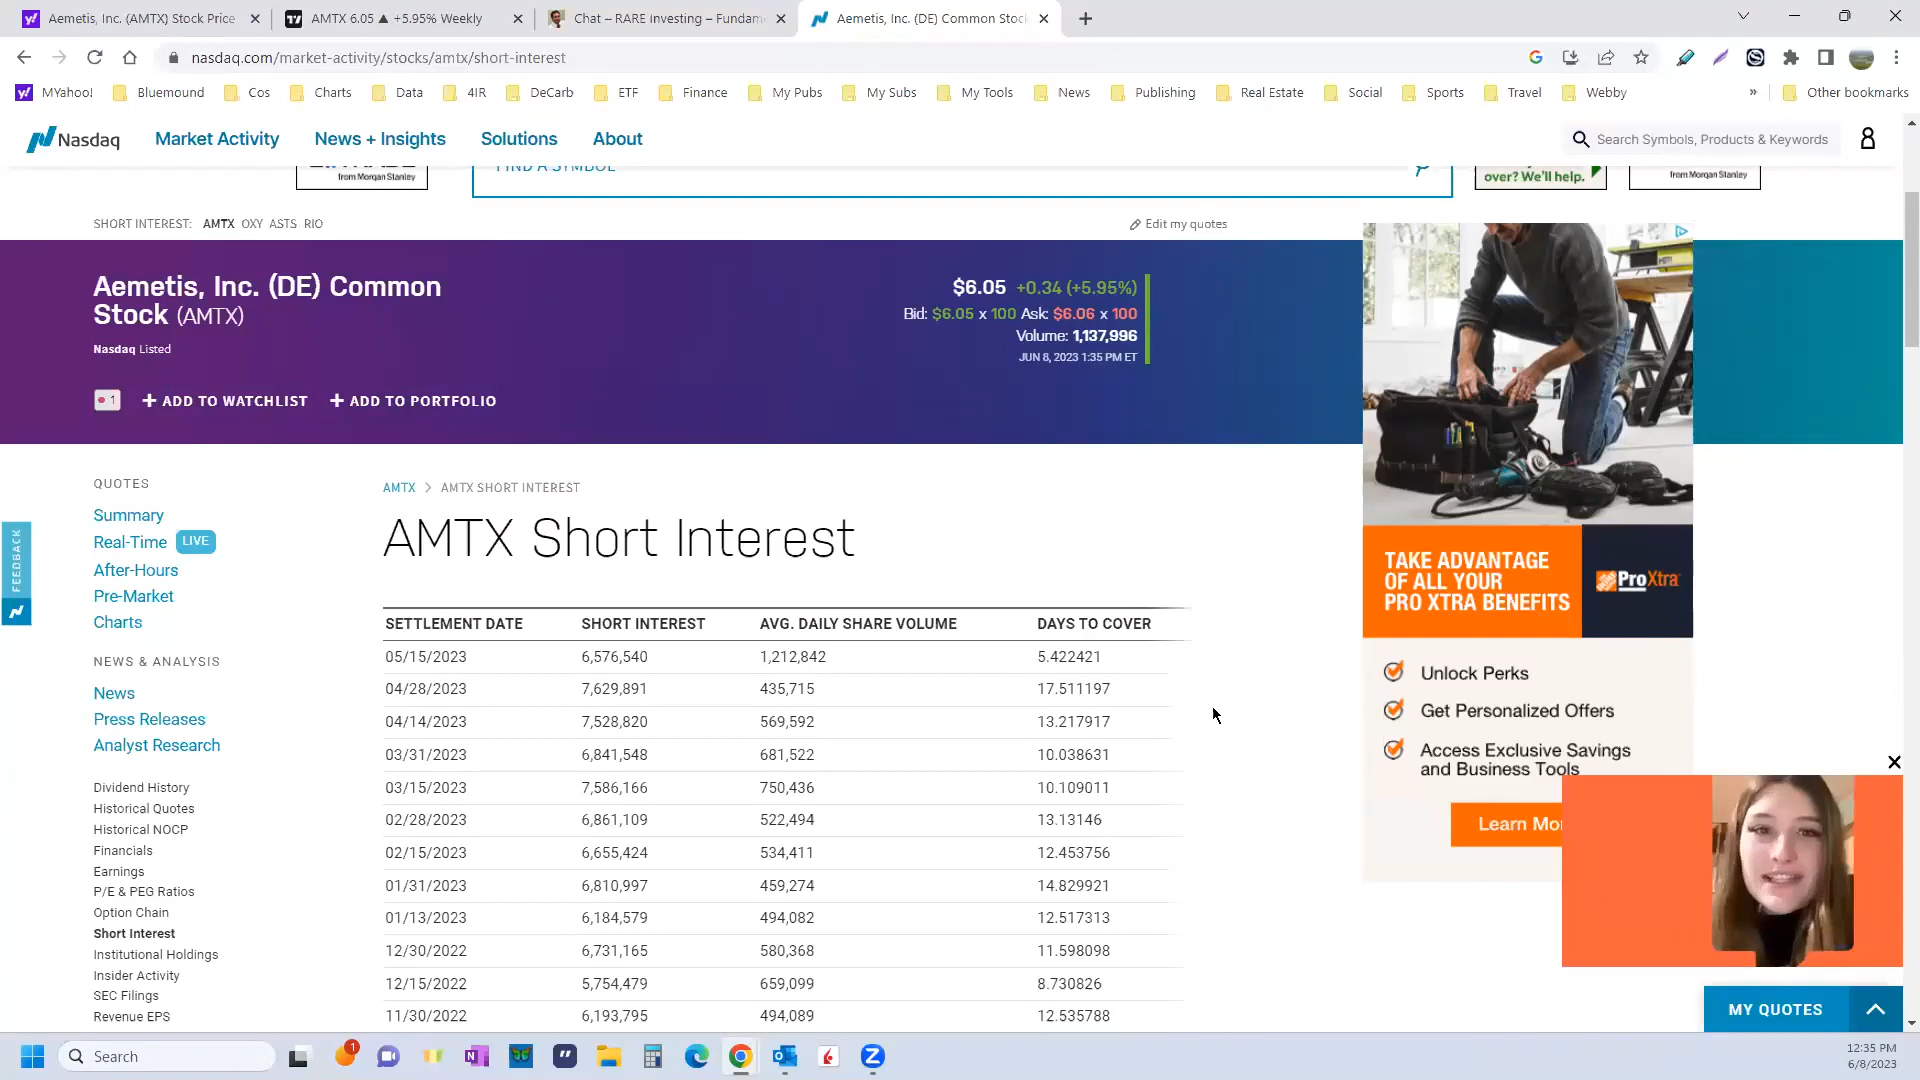 Aemetis, Inc. (AMTX) Stock Price
AMTX 6.05 ▲ +5.95% Weekly
Chat – RARE Investing – Fundam
Aemetis, Inc. (DE) Common Stoc
nasdaq.com/market-activity/stocks/amtx/short-interest
MYahoo!
Bluemound
Cos
Charts
Data
4IR
DeCarb
ETF
Finance
My Pubs
My Subs
My Tools
News
Publishing
Real Estate
Social
Sports
Travel
Webby
»
Other bookmarks
Nasdaq
Market Activity
News + Insights
Solutions
About
Search Symbols, Products & Keywords
from Morgan Stanley
FIND A SYMBOL
over? We'll help.
from Morgan Stanley
SHORT INTEREST: AMTX OXY ASTS RIO
Edit my quotes
Aemetis, Inc. (DE) Common
Stock (AMTX)
Nasdaq Listed
$6.05 +0.34 (+5.95%)
Bid: $6.05 x 100 Ask: $6.06 x 100
Volume: 1,137,996
JUN 8, 2023 1:35 PM ET
1
+ ADD TO WATCHLIST
+ ADD TO PORTFOLIO
FEEDBACK
QUOTES
Summary
Real-Time LIVE
After-Hours
Pre-Market
Charts
NEWS & ANALYSIS
News
Press Releases
Analyst Research
Dividend History
Historical Quotes
Historical NOCP
Financials
Earnings
P/E & PEG Ratios
Option Chain
Short Interest
Institutional Holdings
Insider Activity
SEC Filings
Revenue EPS
AMTX > AMTX SHORT INTEREST
AMTX Short Interest
SETTLEMENT DATE SHORT INTEREST AVG. DAILY SHARE VOLUME DAYS TO COVER
05/15/2023 6,576,540 1,212,842 5.422421
04/28/2023 7,629,891 435,715 17.511197
04/14/2023 7,528,820 569,592 13.217917
03/31/2023 6,841,548 681,522 10.038631
03/15/2023 7,586,166 750,436 10.109011
02/28/2023 6,861,109 522,494 13.13146
02/15/2023 6,655,424 534,411 12.453756
01/31/2023 6,810,997 459,274 14.829921
01/13/2023 6,184,579 494,082 12.517313
12/30/2022 6,731,165 580,368 11.598098
12/15/2022 5,754,479 659,099 8.730826
11/30/2022 6,193,795 494,089 12.535788
TAKE ADVANTAGE
OF ALL YOUR
PRO XTRA BENEFITS
ProXtra
Unlock Perks
Get Personalized Offers
Access Exclusive Savings
and Business Tools
Learn Mo
MY QUOTES
Search
1
12:35 PM
6/8/2023